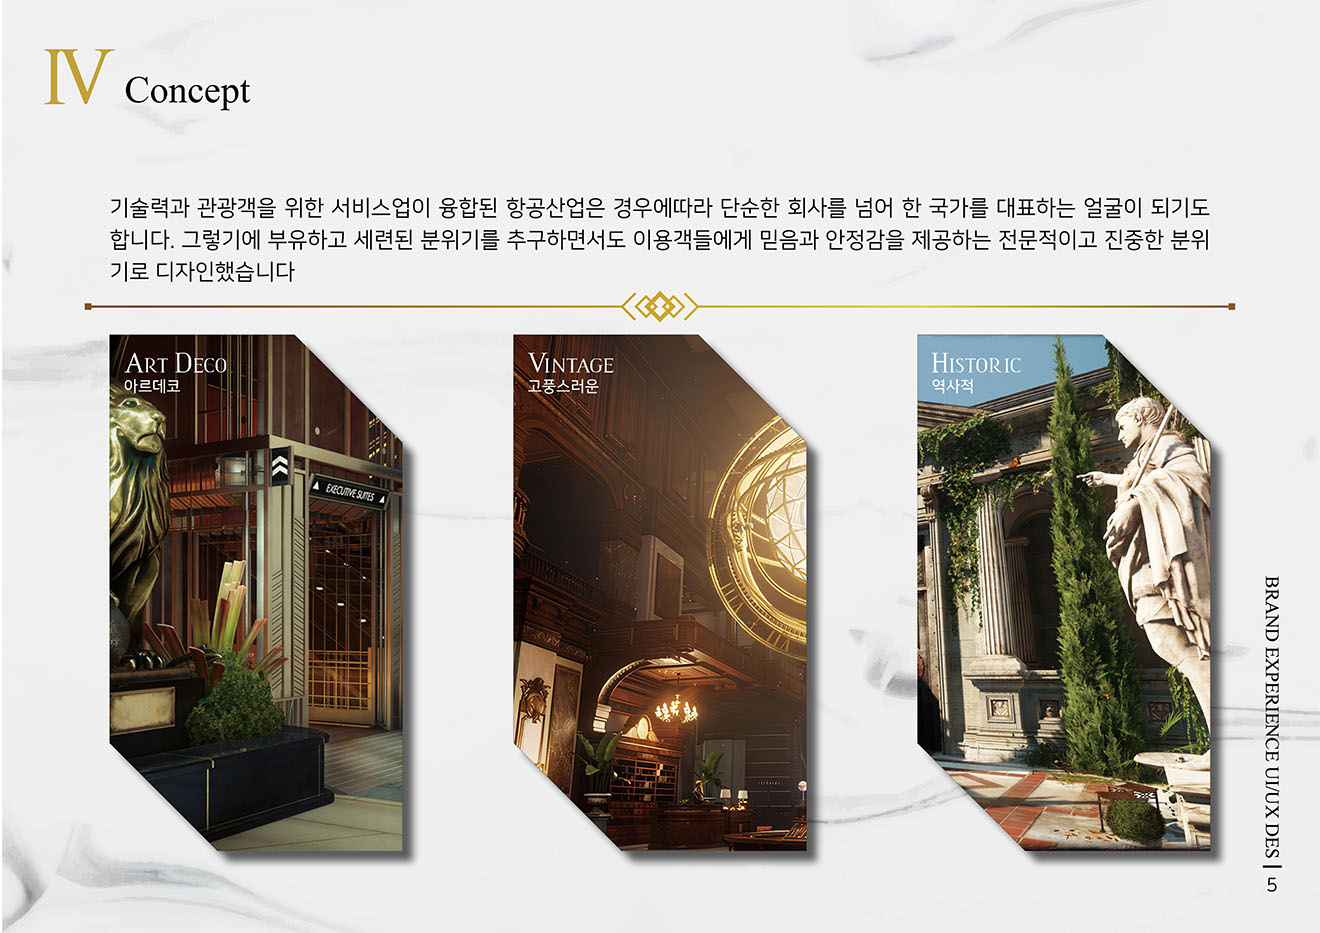 IV Concept
기술력과 관광객을 위한 서비스업이 융합된 항공산업은 경우에따라 단순한 회사를 넘어 한 국가를 대표하는 얼굴이 되기도
합니다. 그렇기에 부유하고 세련된 분위기를 추구하면서도 이용객들에게 믿음과 안정감을 제공하는 전문적이고 진중한 분위
기로 디자인했습니다
ART DECO
아르데코
EXECUTIVE SUITES
VINTAGE
고풍스러운
HISTORIC
역사적
BRAND EXPERIENCE UI/UX DES
5